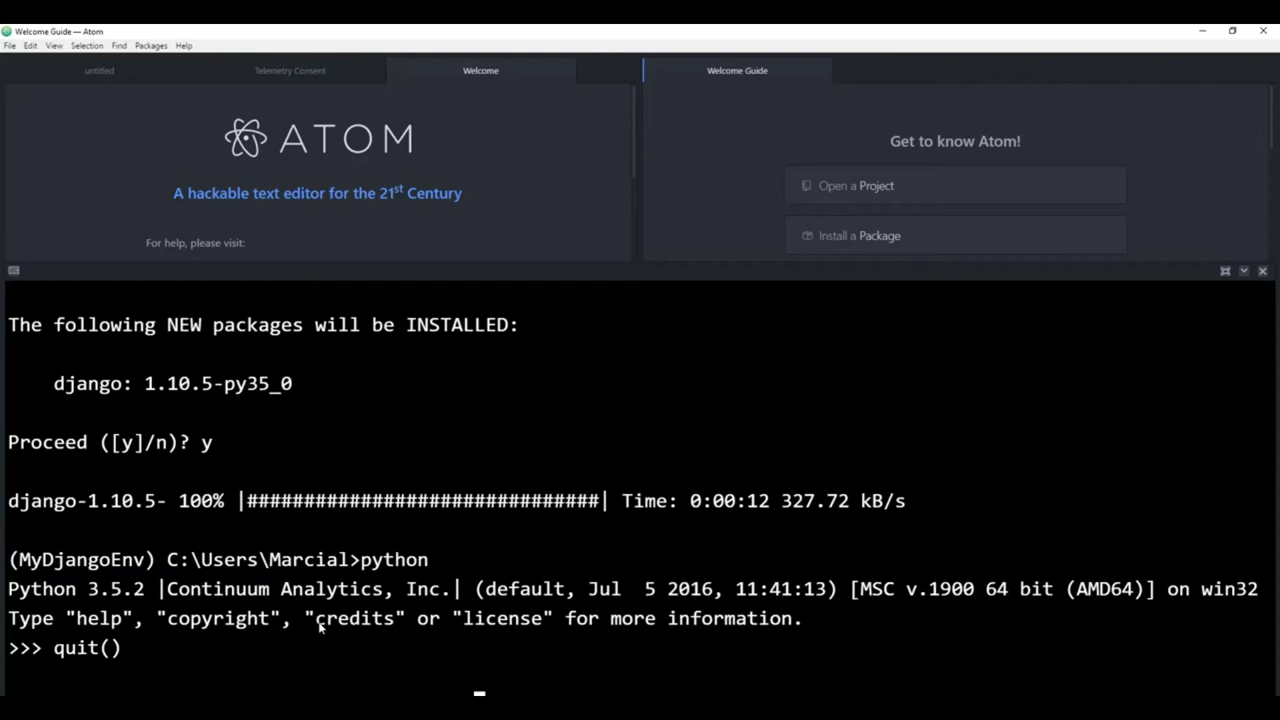 Welcome Guide — Atom
File Edit View Selection Find Packages Help
untitled Telemetry Consent Welcome Welcome Guide
ATOM
A hackable text editor for the 21st Century
For help, please visit:
Get to know Atom!
Open a Project
Install a Package
The following NEW packages will be INSTALLED:
django: 1.10.5-py35_0
Proceed ([y]/n)? y
django-1.10.5- 100% |###############################| Time: 0:00:12 327.72 kB/s
(MyDjangoEnv) C:\Users\Marcial>python
Python 3.5.2 |Continuum Analytics, Inc.| (default, Jul  5 2016, 11:41:13) [MSC v.1900 64 bit (AMD64)] on win32
Type "help", "copyright", "credits" or "license" for more information.
>>> quit()